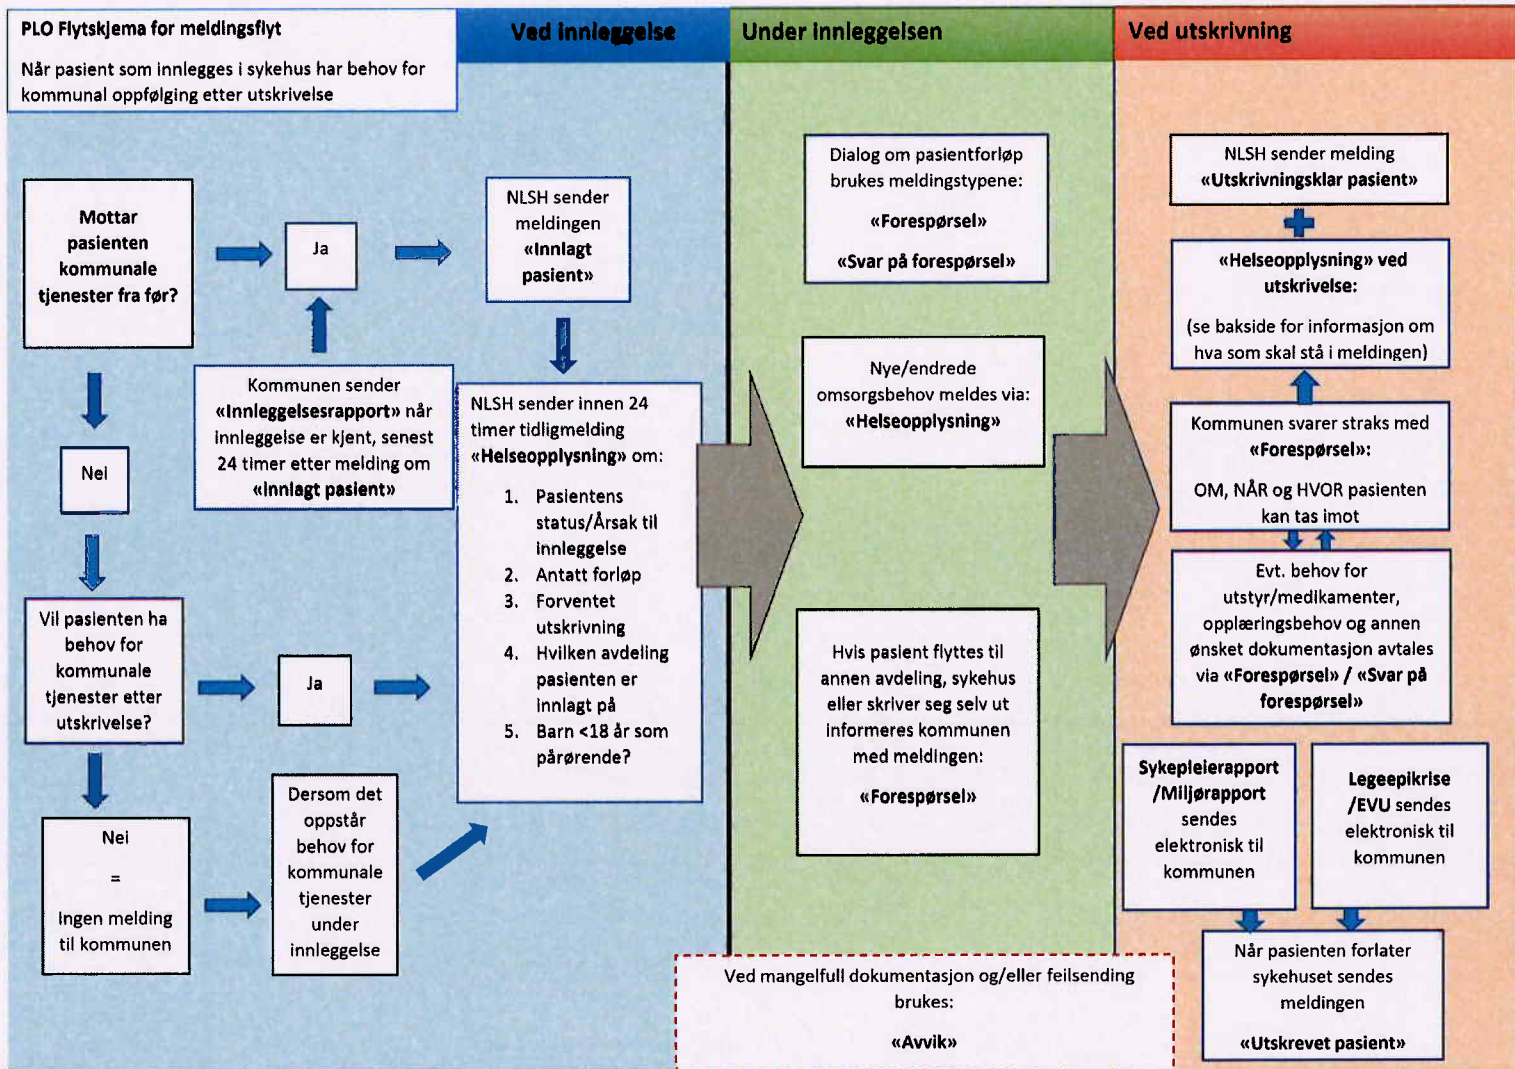 PLO Flytskjema for meldingsflyt
Når pasient som innlegges i sykehus har behov for
kommunal oppfølging etter utskrivelse
Ved innleggelse
Under innleggelsen
Ved utskrivning
Mottar
pasienten
kommunale
tjenester fra før?
Ja
NLSH sender
meldingen
«Innlagt
pasient»
Kommunen sender
«Innleggelsesrapport» når
innleggelse er kjent, senest
24 timer etter melding om
«Innlagt pasient»
Nei
NLSH sender innen 24
timer tidligmelding
«Helseopplysning» om:
1. Pasientens
status/Årsak til
innleggelse
2. Antatt forløp
3. Forventet
utskrivning
4. Hvilken avdeling
pasienten er
innlagt på
5. Barn <18 år som
pårørende?
Vil pasienten ha
behov for
kommunale
tjenester etter
utskrivelse?
Ja
Nei
=
Ingen melding
til kommunen
Dersom det
oppstår
behov for
kommunale
tjenester
under
innleggelse
Dialog om pasientforløp
brukes meldingstypene:
«Forespørsel»
«Svar på forespørsel»
Nye/endrede
omsorgsbehov meldes via:
«Helseopplysning»
Hvis pasient flyttes til
annen avdeling, sykehus
eller skriver seg selv ut
informeres kommunen
med meldingen:
«Forespørsel»
Ved mangelfull dokumentasjon og/eller feilsending
brukes:
«Avvik»
NLSH sender melding
«Utskrivningsklar pasient»
«Helseopplysning» ved
utskrivelse:
(se bakside for informasjon om
hva som skal stå i meldingen)
Kommunen svarer straks med
«Forespørsel»:
OM, NÅR og HVOR pasienten
kan tas imot
Evt. behov for
utstyr/medikamenter,
opplæringsbehov og annen
ønsket dokumentasjon avtales
via «Forespørsel» / «Svar på
forespørsel»
Sykepleierapport
/Miljørapport
sendes
elektronisk til
kommunen
Legeepikrise
/EVU sendes
elektronisk til
kommunen
Når pasienten forlater
sykehuset sendes
meldingen
«Utskrevet pasient»